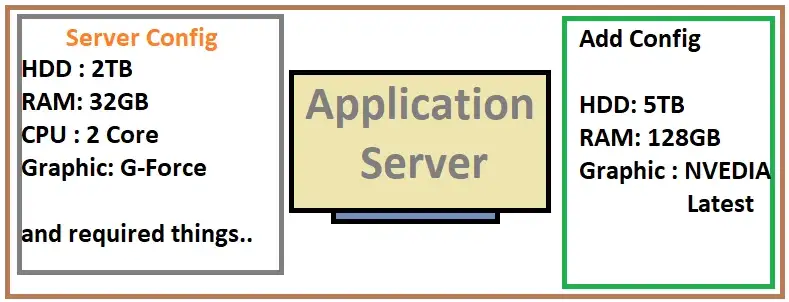 Server Config
HDD : 2TB
RAM: 32GB
CPU : 2 Core
Graphic: G-Force
and required things..
Application
Server
Add Config
HDD: 5TB
RAM: 128GB
Graphic : NVEDIA
Latest